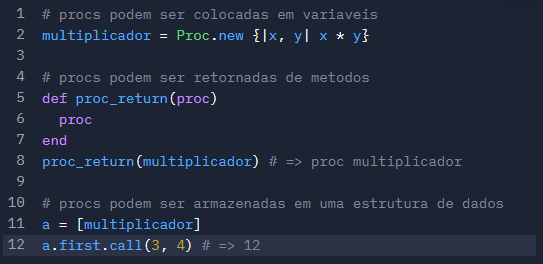 1 # procs podem ser colocadas em variaveis
2 multiplicador = Proc.new {|x, y| x * y}
3
4 # procs podem ser retornadas de metodos
5 def proc_return(proc)
6   proc
7 end
8 proc_return(multiplicador) # => proc multiplicador
9
10 # procs podem ser armazenadas em uma estrutura de dados
11 a = [multiplicador]
12 a.first.call(3, 4) # => 12